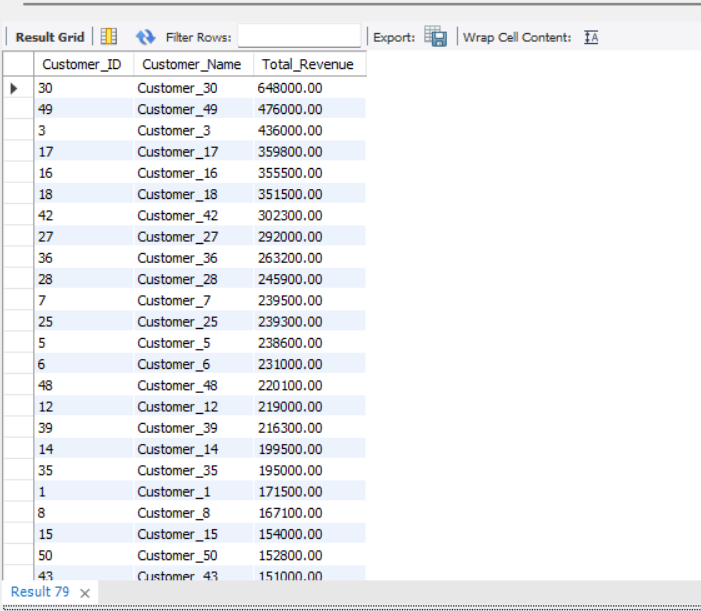 Result Grid Filter Rows: Export: Wrap Cell Content: IA
Customer_ID Customer_Name Total_Revenue
30 Customer_30 648000.00
49 Customer_49 476000.00
3 Customer_3 436000.00
17 Customer_17 359800.00
16 Customer_16 355500.00
18 Customer_18 351500.00
42 Customer_42 302300.00
27 Customer_27 292000.00
36 Customer_36 263200.00
28 Customer_28 245900.00
7 Customer_7 239500.00
25 Customer_25 239300.00
5 Customer_5 238600.00
6 Customer_6 231000.00
48 Customer_48 220100.00
12 Customer_12 219000.00
39 Customer_39 216300.00
14 Customer_14 199500.00
35 Customer_35 195000.00
1 Customer_1 171500.00
8 Customer_8 167100.00
15 Customer_15 154000.00
50 Customer_50 152800.00
43 Customer_43 151000.00
Result 79 ×